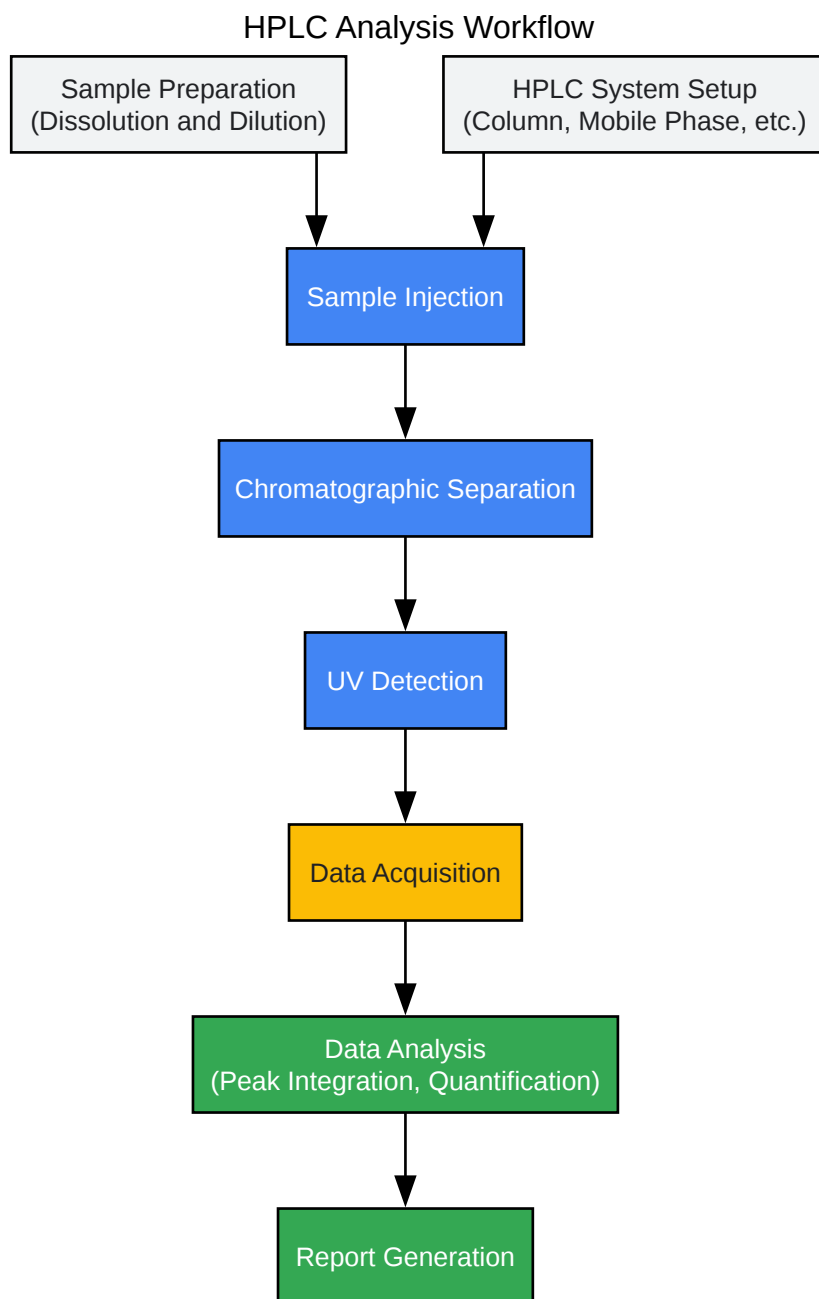 HPLC Analysis Workflow
Sample Preparation
(Dissolution and Dilution)
HPLC System Setup
(Column, Mobile Phase, etc.)
Sample Injection
Chromatographic Separation
UV Detection
Data Acquisition
Data Analysis
(Peak Integration, Quantification)
Report Generation